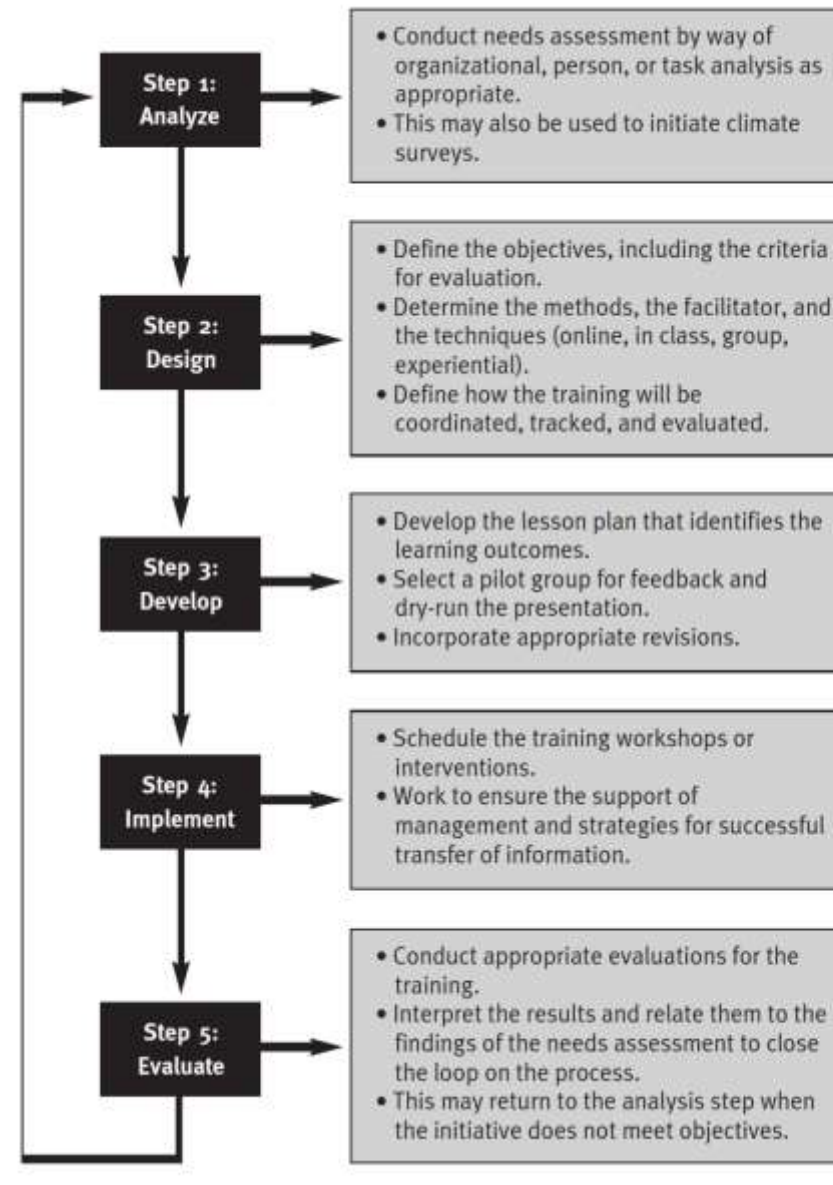 Step 1:
Analyze
• Conduct needs assessment by way of
organizational, person, or task analysis as
appropriate.
• This may also be used to initiate climate
surveys.
Step 2:
Design
• Define the objectives, including the criteria
for evaluation.
• Determine the methods, the facilitator, and
the techniques (online, in class, group,
experiential).
• Define how the training will be
coordinated, tracked, and evaluated.
Step 3:
Develop
• Develop the lesson plan that identifies the
learning outcomes.
• Select a pilot group for feedback and
dry-run the presentation.
• Incorporate appropriate revisions.
Step 4:
Implement
• Schedule the training workshops or
interventions.
• Work to ensure the support of
management and strategies for successful
transfer of information.
Step 5:
Evaluate
• Conduct appropriate evaluations for the
training.
• Interpret the results and relate them to the
findings of the needs assessment to close
the loop on the process.
• This may return to the analysis step when
the initiative does not meet objectives.